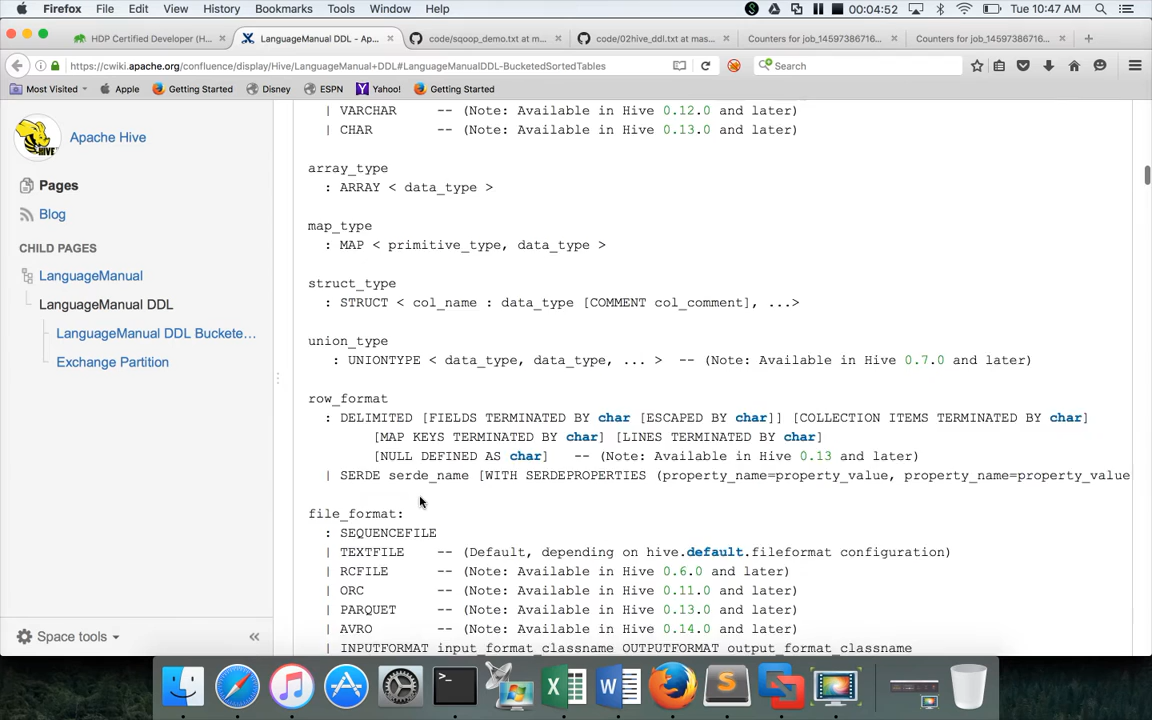 Firefox File Edit View History Bookmarks Tools Window Help 00:04:52 Tue 10:47 AM
HDP Certified Developer (H... LanguageManual DDL - Ap... code/sqoop_demo.txt at m... code/02hive_ddl.txt at mas... Counters for job_14597386716... Counters for job_14597386716...
https://cwiki.apache.org/confluence/display/Hive/LanguageManual+DDL#LanguageManualDDL-BucketedSortedTables Search
Most Visited Apple Getting Started Disney ESPN Yahoo! Getting Started
Apache Hive
Pages
Blog
CHILD PAGES
LanguageManual
LanguageManual DDL
LanguageManual DDL Buckete...
Exchange Partition
Space tools
| VARCHAR -- (Note: Available in Hive 0.12.0 and later)
| CHAR -- (Note: Available in Hive 0.13.0 and later)
array_type
: ARRAY < data_type >
map_type
: MAP < primitive_type, data_type >
struct_type
: STRUCT < col_name : data_type [COMMENT col_comment], ...>
union_type
: UNIONTYPE < data_type, data_type, ... > -- (Note: Available in Hive 0.7.0 and later)
row_format
: DELIMITED [FIELDS TERMINATED BY char [ESCAPED BY char]] [COLLECTION ITEMS TERMINATED BY char]
[MAP KEYS TERMINATED BY char] [LINES TERMINATED BY char]
[NULL DEFINED AS char] -- (Note: Available in Hive 0.13 and later)
| SERDE serde_name [WITH SERDEPROPERTIES (property_name=property_value, property_name=property_value
file_format:
: SEQUENCEFILE
| TEXTFILE -- (Default, depending on hive.default.fileformat configuration)
| RCFILE -- (Note: Available in Hive 0.6.0 and later)
| ORC -- (Note: Available in Hive 0.11.0 and later)
| PARQUET -- (Note: Available in Hive 0.13.0 and later)
| AVRO -- (Note: Available in Hive 0.14.0 and later)
| INPUTFORMAT input_format_classname OUTPUTFORMAT output_format_classname